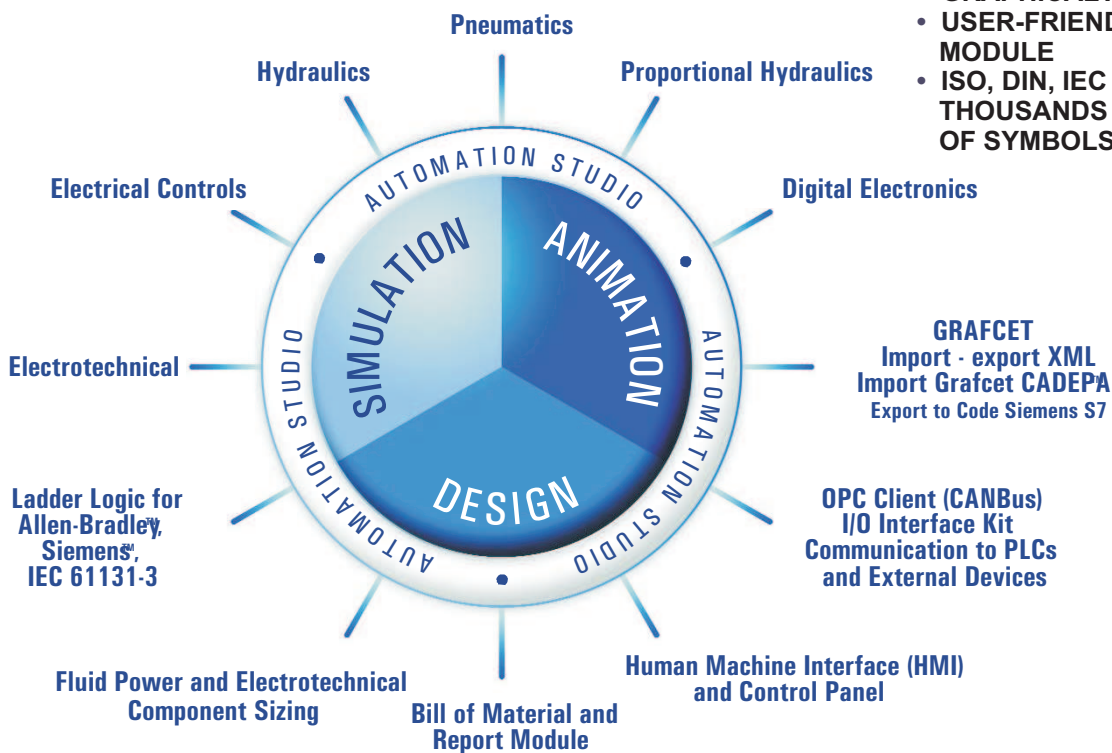 USER-FRIEND
MODULE
• ISO, DIN, IEC
THOUSANDS
OF SYMBOLS
Pneumatics
Hydraulics
Proportional Hydraulics
Electrical Controls
Digital Electronics
Electrotechnical
GRAFCET
Import - export XML
Import Grafcet CADEPA™
Export to Code Siemens S7
Ladder Logic for
Allen-Bradley™,
Siemens™,
IEC 61131-3
OPC Client (CANBus)
I/O Interface Kit
Communication to PLCs
and External Devices
Fluid Power and Electrotechnical
Component Sizing
Bill of Material and
Report Module
Human Machine Interface (HMI)
and Control Panel
AUTOMATION STUDIO
AUTOMATION STUDIO
AUTOMATION STUDIO
AUTOMATION STUDIO
SIMULATION
ANIMATION
DESIGN